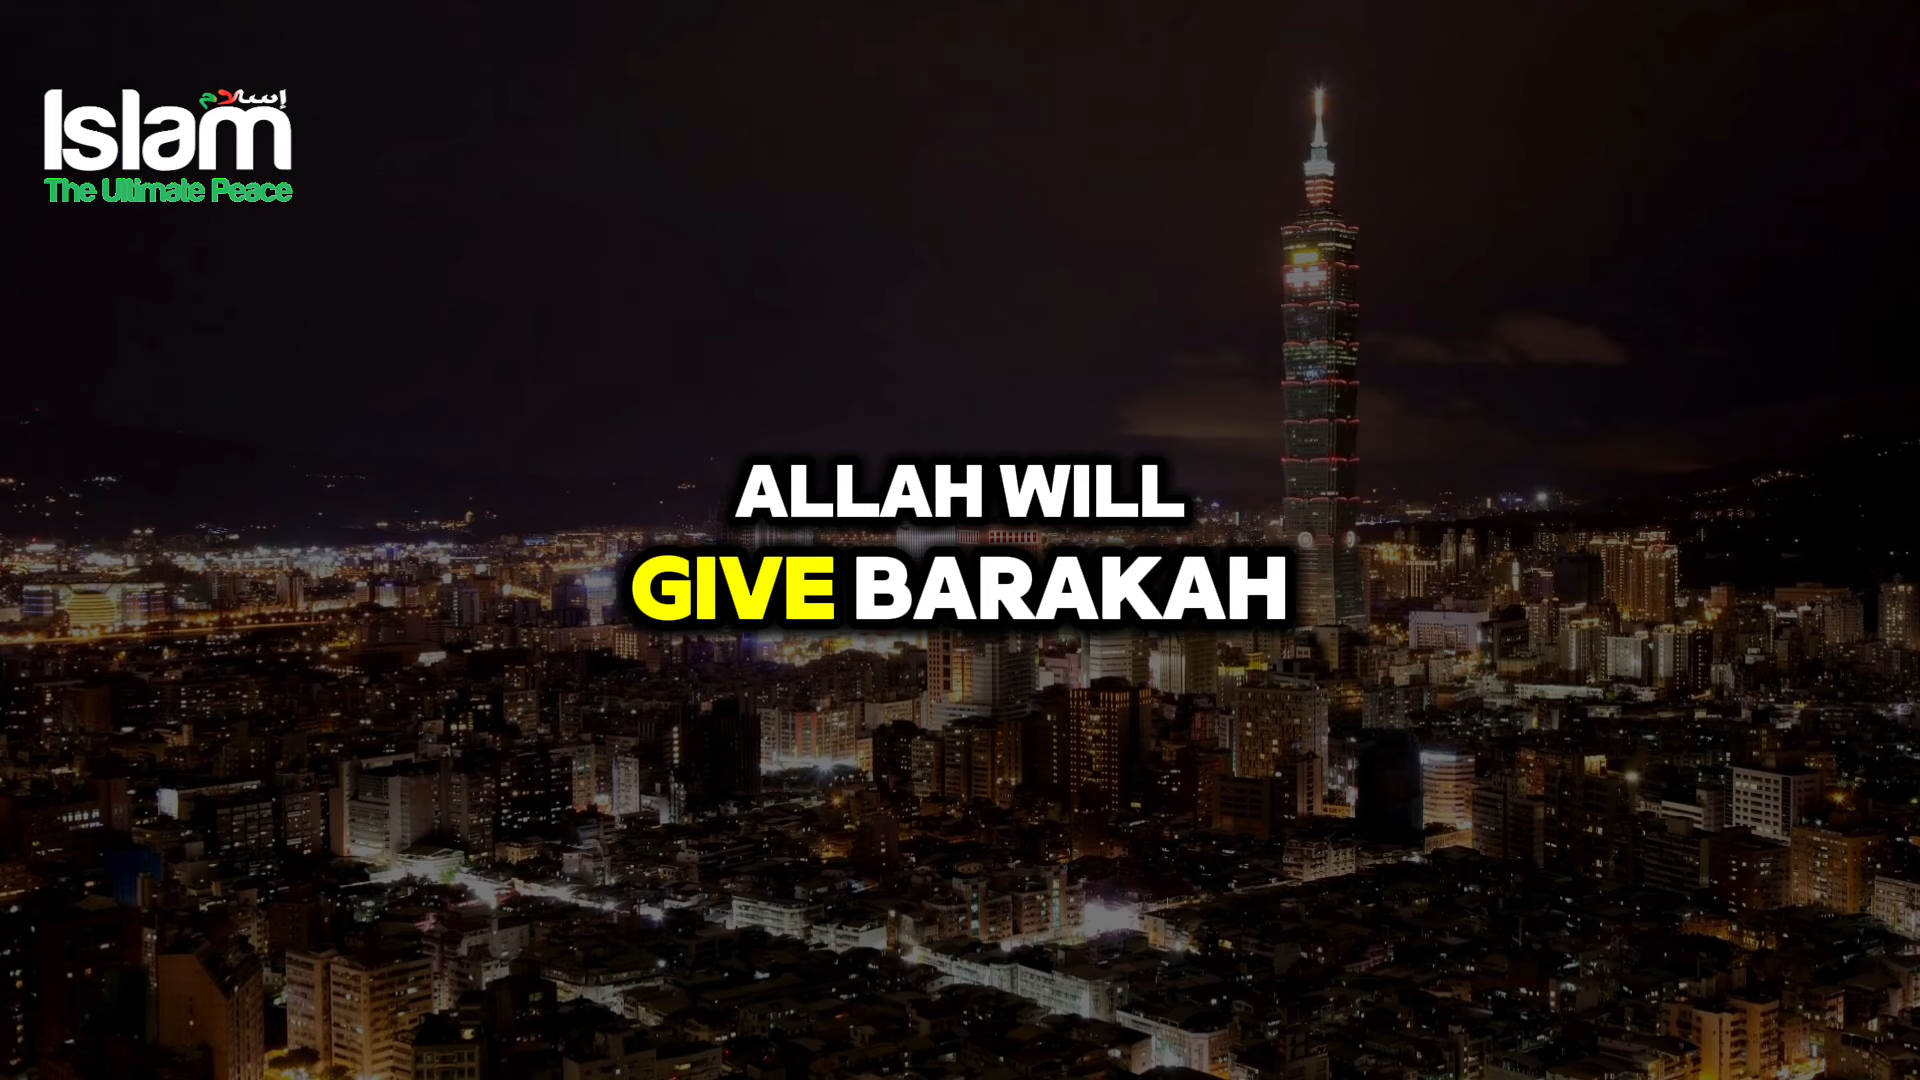 إسلام
Islam
The Ultimate Peace
ALLAH WILL
GIVE BARAKAH